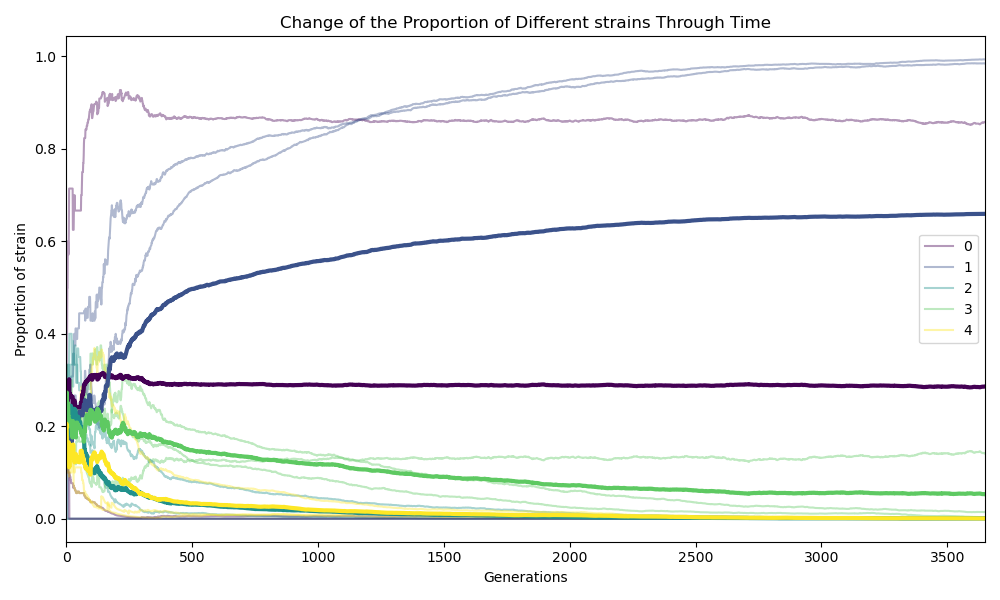 Change of the Proportion of Different strains Through Time
Proportion of strain
1.0
0.8
0.6
0.4
0.2
0.0
0
1
2
3
4
0 500 1000 1500 2000 2500 3000 3500
Generations